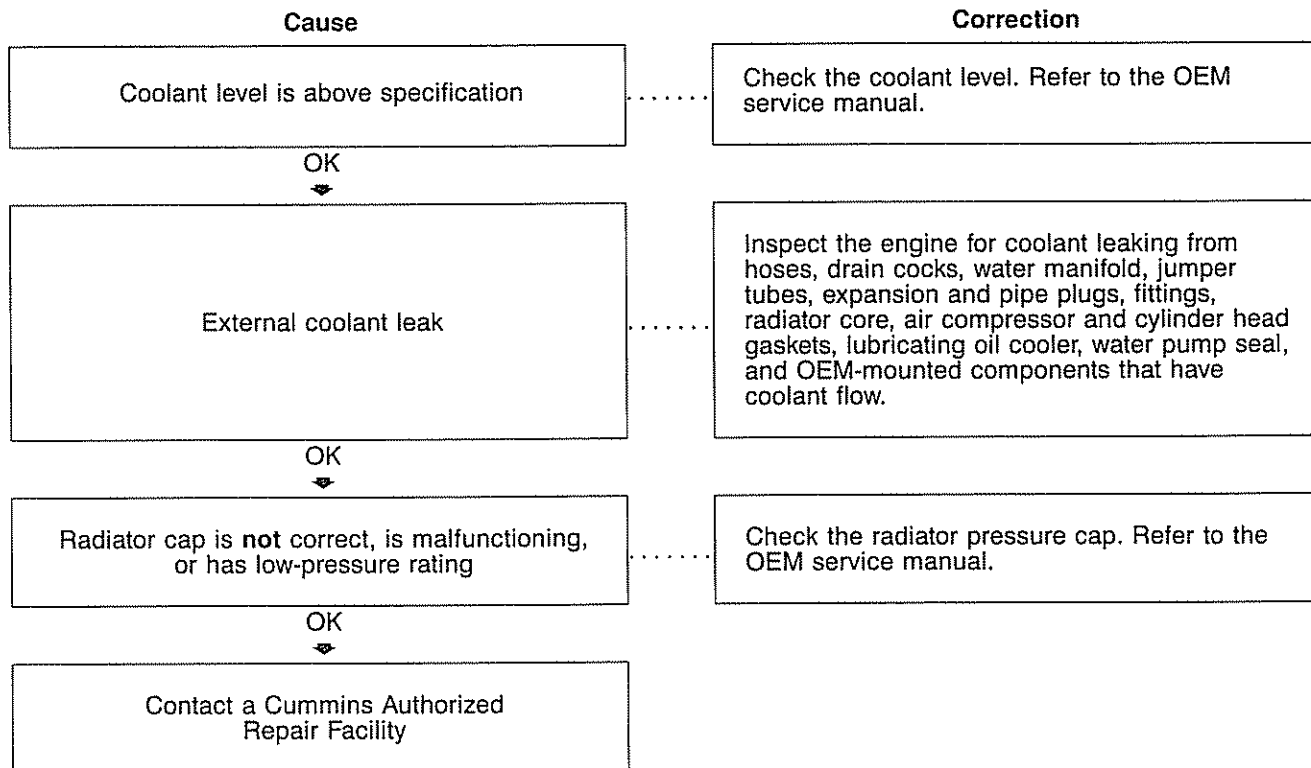 Cause
Correction
Coolant level is above specification
Check the coolant level. Refer to the OEM
service manual.
OK
External coolant leak
Inspect the engine for coolant leaking from
hoses, drain cocks, water manifold, jumper
tubes, expansion and pipe plugs, fittings,
radiator core, air compressor and cylinder head
gaskets, lubricating oil cooler, water pump seal,
and OEM-mounted components that have
coolant flow.
OK
Radiator cap is not correct, is malfunctioning,
or has low-pressure rating
Check the radiator pressure cap. Refer to the
OEM service manual.
OK
Contact a Cummins Authorized
Repair Facility